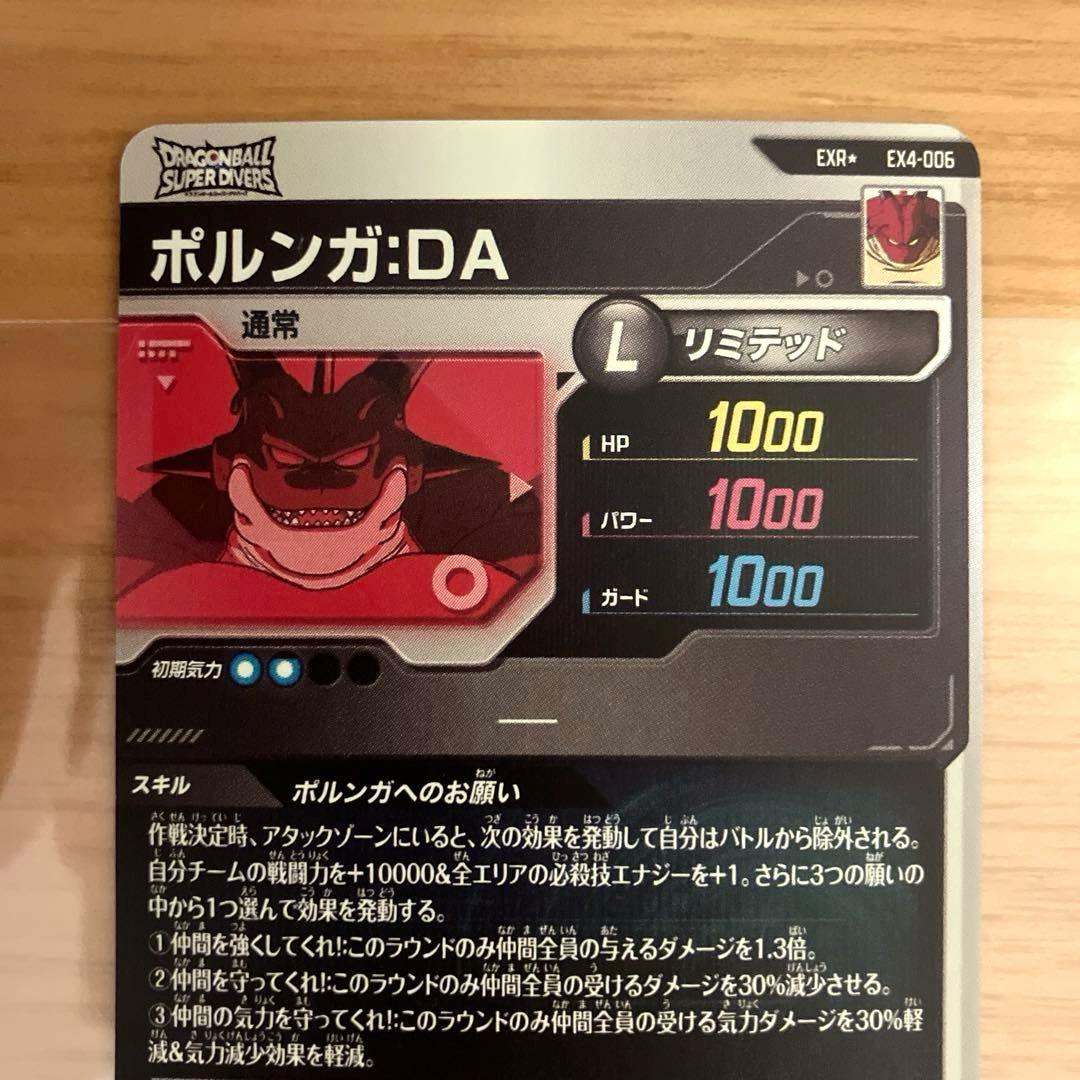 DRAGONBALL
SUPER DIVERS
EXR★ EX4-006
ポルンガ:DA
通常
L リミテッド
HP 1000
パワー 1000
ガード 1000
初期気力
スキル ポルンガへのお願い
作戦決定時、アタックゾーンにいると、次の効果を発動して自分はバトルから除外される。
自分チームの戦闘力を+10000&全エリアの必殺技エナジーを+1。さらに3つの願いの
中から1つ選んで効果を発動する。
①仲間を強くしてくれ!:このラウンドのみ仲間全員の与えるダメージを1.3倍。
②仲間を守ってくれ!:このラウンドのみ仲間全員の受けるダメージを30%減少させる。
③仲間の気力を守ってくれ!:このラウンドのみ仲間全員の受ける気力ダメージを30%軽
減&気力減少効果を軽減。